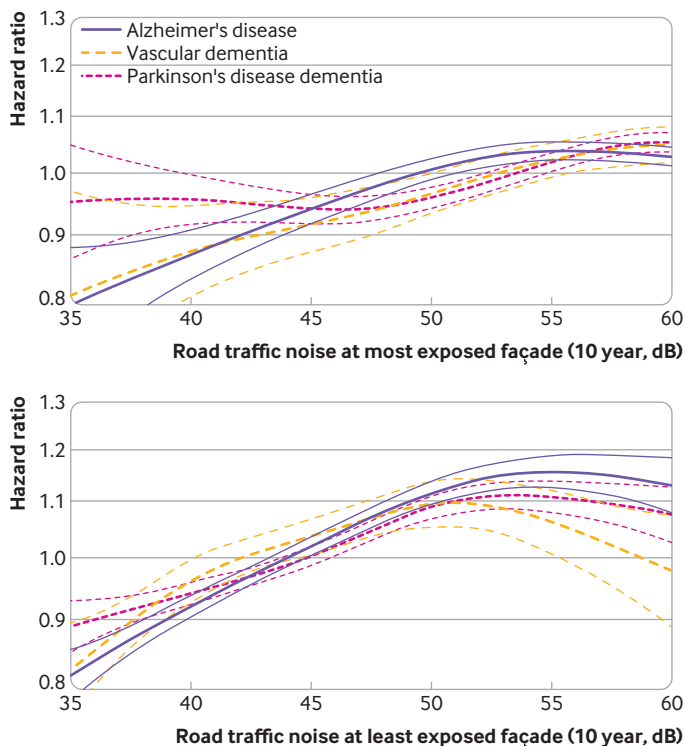 Hazard ratio
1.3
1.2
1.1
1.0
0.9
0.8
Alzheimer's disease
Vascular dementia
Parkinson's disease dementia
35 40 45 50 55 60
Road traffic noise at most exposed façade (10 year, dB)
Hazard ratio
1.3
1.2
1.1
1.0
0.9
0.8
35 40 45 50 55 60
Road traffic noise at least exposed façade (10 year, dB)